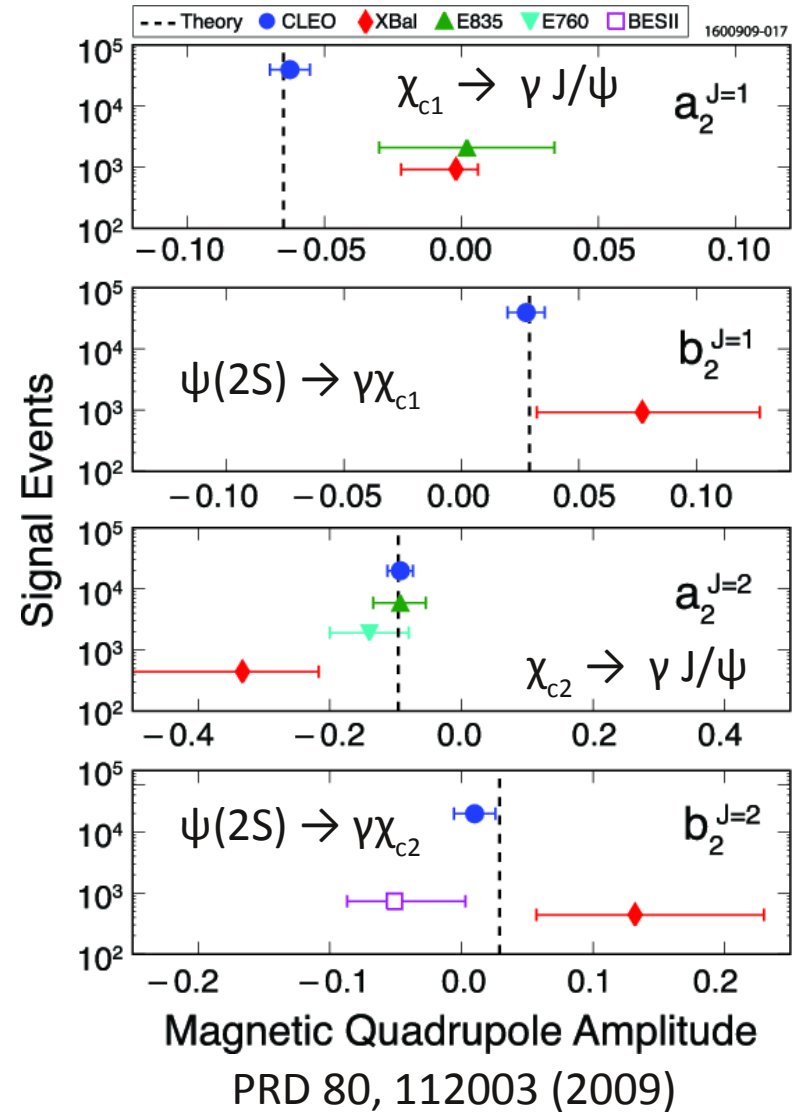 Theory CLEO XBal E835 E760 BESII
1600909-017
Signal Events
10⁵
10⁴
10³
10²
χc1 → γ J/ψ
a₂ᴶ⁼¹
−0.10 −0.05 0.00 0.05 0.10
10⁵
10⁴
10³
10²
ψ(2S) → γχc1
b₂ᴶ⁼¹
−0.10 −0.05 0.00 0.05 0.10
10⁵
10⁴
10³
10²
a₂ᴶ⁼²
χc2 → γ J/ψ
−0.4 −0.2 0.0 0.2 0.4
10⁵
10⁴
10³
10²
ψ(2S) → γχc2
b₂ᴶ⁼²
−0.2 −0.1 0.0 0.1 0.2
Magnetic Quadrupole Amplitude
PRD 80, 112003 (2009)